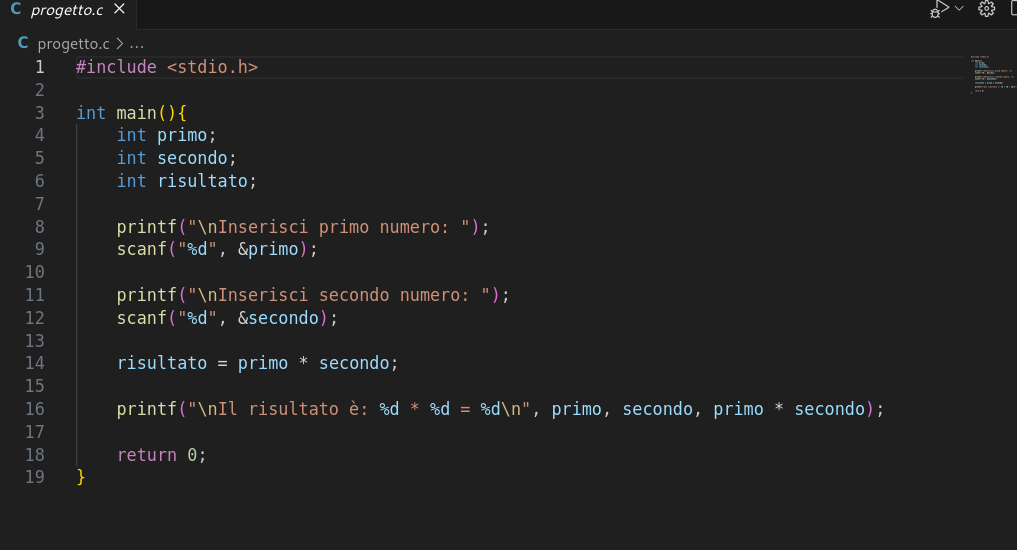 C progetto.c ×
C progetto.c > ...
1 #include <stdio.h>
2
3 int main(){
4     int primo;
5     int secondo;
6     int risultato;
7
8     printf("\nInserisci primo numero: ");
9     scanf("%d", &primo);
10
11     printf("\nInserisci secondo numero: ");
12     scanf("%d", &secondo);
13
14     risultato = primo * secondo;
15
16     printf("\nIl risultato è: %d * %d = %d\n", primo, secondo, primo * secondo);
17
18     return 0;
19 }